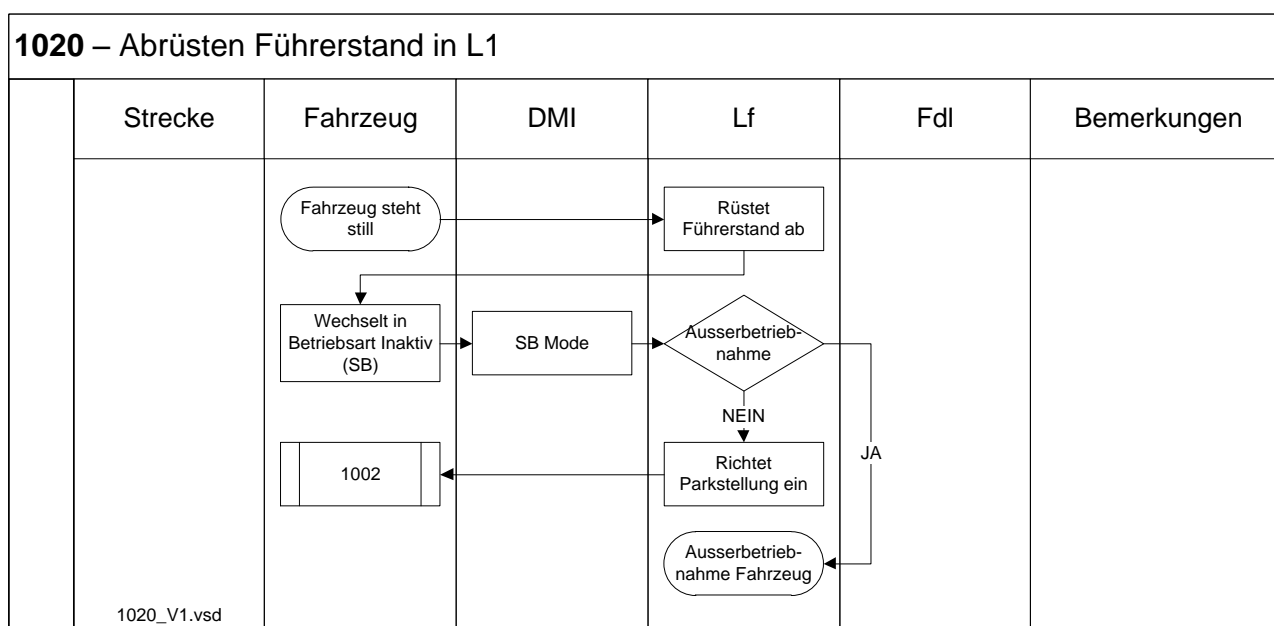 1020 – Abrüsten Führerstand in L1
Strecke
Fahrzeug
DMI
Lf
Fdl
Bemerkungen
Fahrzeug steht
still
Rüstet
Führerstand ab
Wechselt in
Betriebsart Inaktiv
(SB)
SB Mode
Ausserbetrieb-
nahme
NEIN
JA
1002
Richtet
Parkstellung ein
Ausserbetrieb-
nahme Fahrzeug
1020_V1.vsd